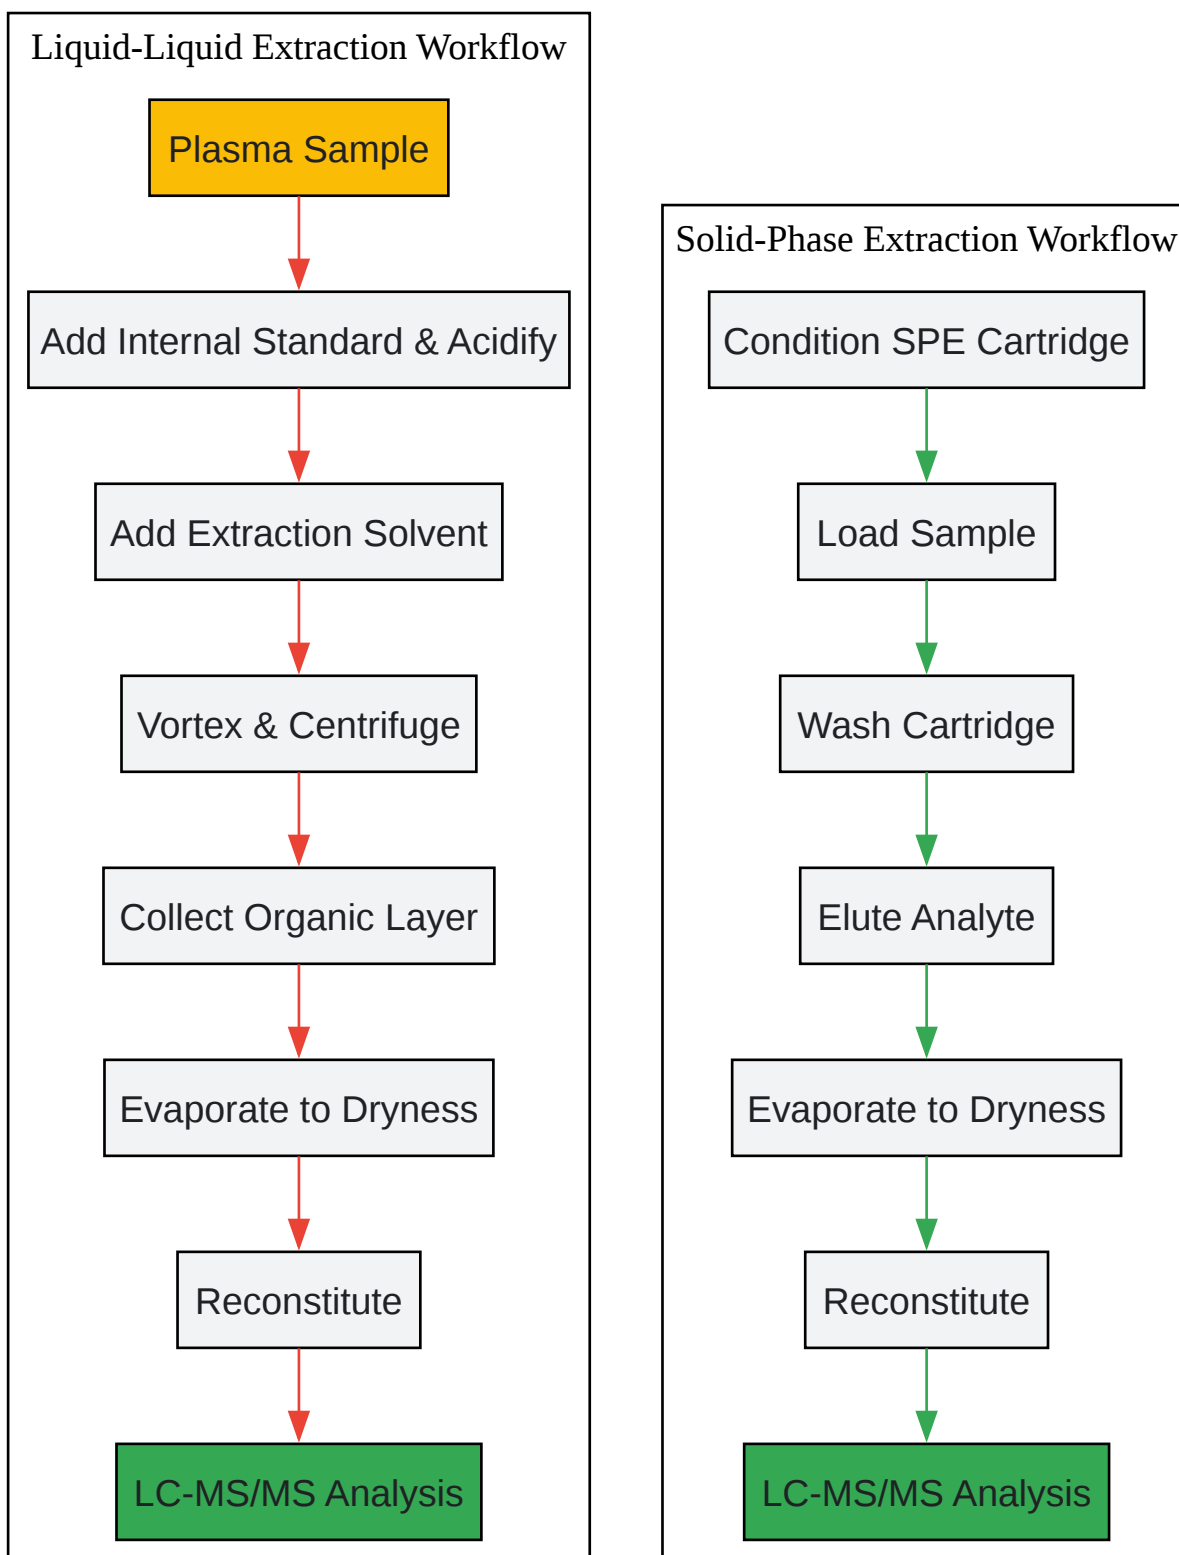 Liquid-Liquid Extraction Workflow
Plasma Sample
Add Internal Standard & Acidify
Add Extraction Solvent
Vortex & Centrifuge
Collect Organic Layer
Evaporate to Dryness
Reconstitute
LC-MS/MS Analysis
Solid-Phase Extraction Workflow
Condition SPE Cartridge
Load Sample
Wash Cartridge
Elute Analyte
Evaporate to Dryness
Reconstitute
LC-MS/MS Analysis